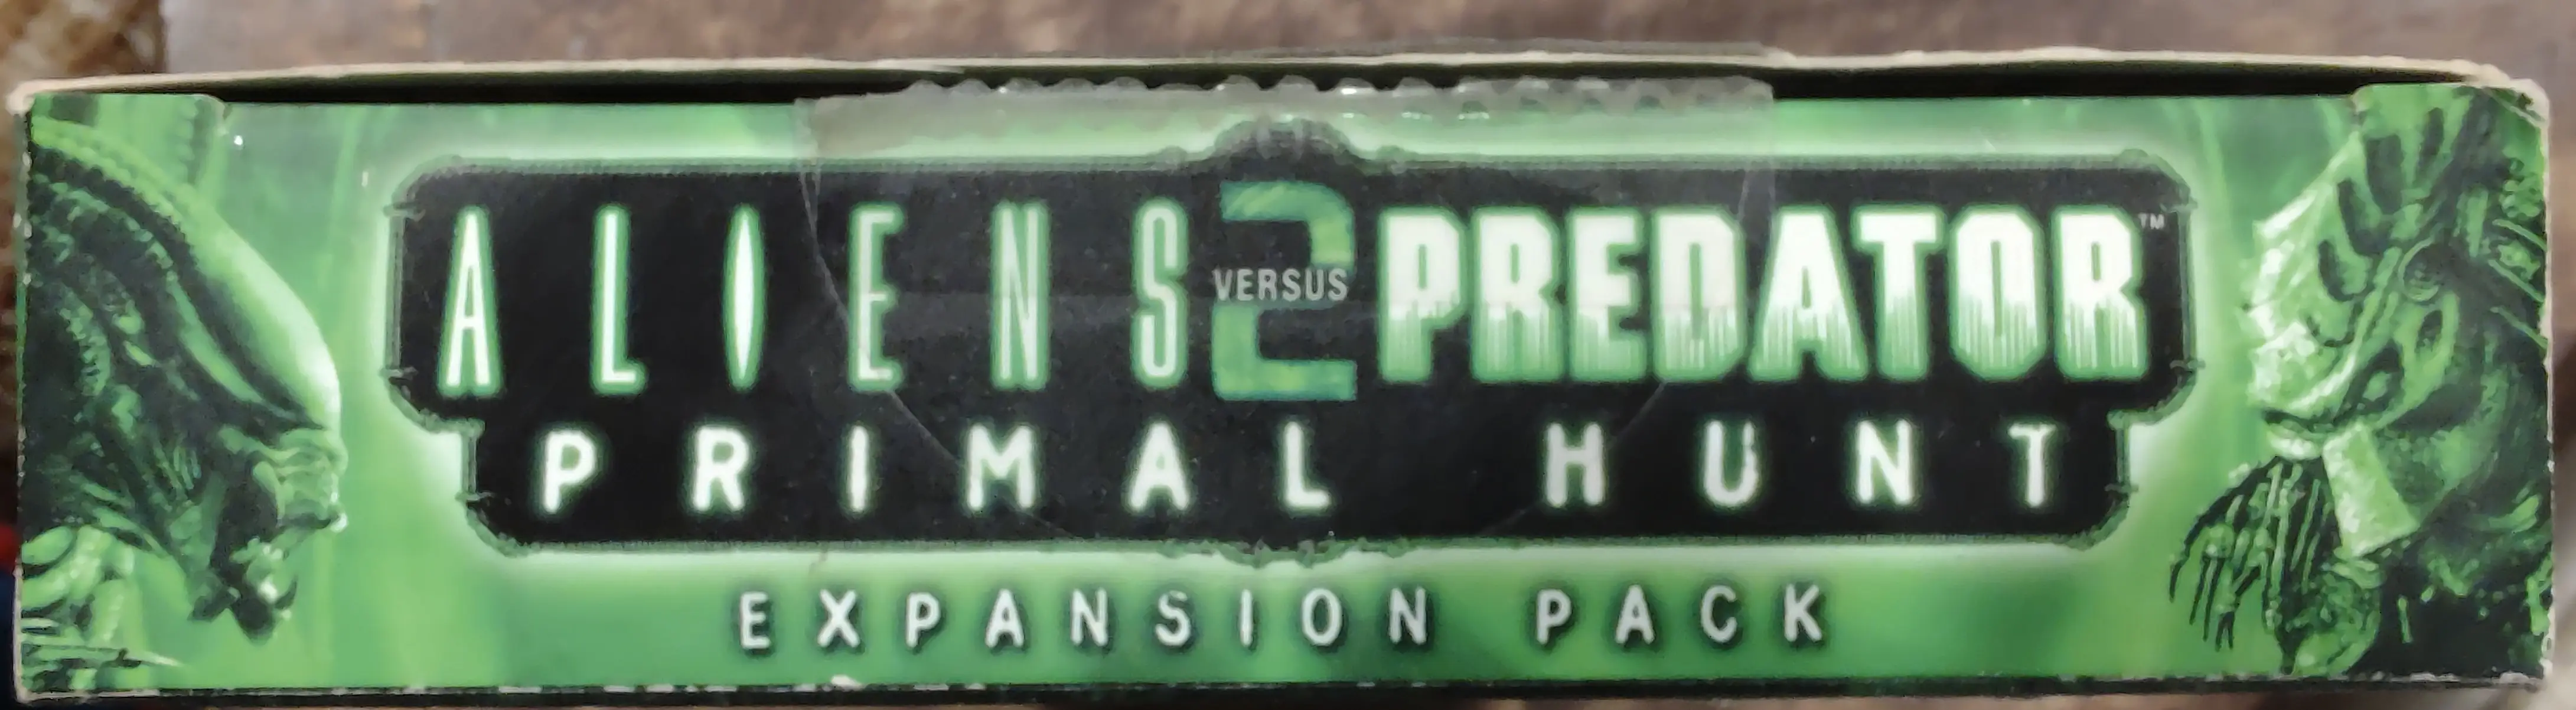 ALIENS VERSUS 2 PREDATOR™
PRIMAL HUNT
EXPANSION PACK